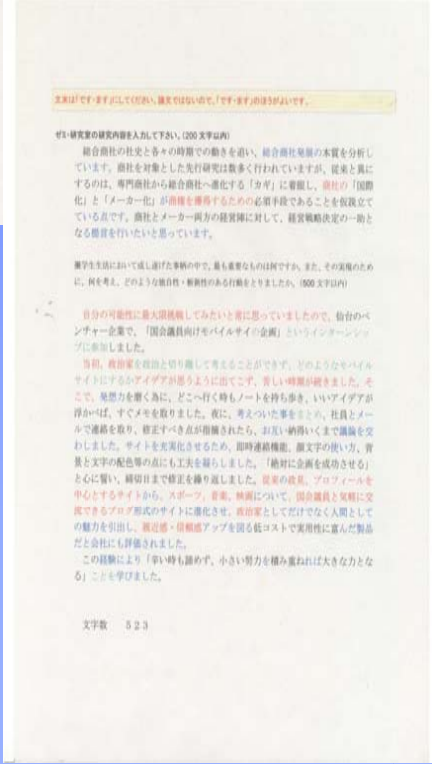 文末は「です・ます」にしてください。論文ではないので、「です・ます」のほうがよいです。
ゼミ・研究室の研究内容を入力して下さい。(200 文字以内)
総合商社の社史と各々の時期での動きを追い、総合商社発展の本質を分析し
ています。商社を対象とした先行研究は数多く行われていますが、従来と異に
するのは、専門商社から総合商社へ進化する「カギ」に着眼し、商社の「国際
化」と「メーカー化」が商権を獲得するための必須手段であることを仮説立て
ている点です。商社とメーカー両方の経営陣に対して、経営戦略決定の一助と
なる提言を行いたいと思っています。
学生生活において成し遂げた事柄の中で、最も重要なものは何ですか。また、その実現のため
に、何を考え、どのような独自性・斬新性のある行動をとりましたか。(500 文字以内)
自分の可能性に最大限挑戦してみたいと常に思っていましたので、仙台のベ
ンチャー企業で、「国会議員向けモバイルサイの企画」というインターンシッ
プに参加しました。
当初、政治家を政治と切り離して考えることができず、どのようなモバイル
サイトにするかアイデアが思うように出てこず、苦しい時期が続きました。そ
こで、発想力を磨く為に、どこへ行く時もノートを持ち歩き、いいアイデアが
浮かべば、すぐメモを取りました。夜に、考えついた事をまとめ、社員とメー
ルで連絡を取り、修正すべき点が指摘されたら、お互い納得いくまで議論を交
わしました。サイトを充実化させるため、即時連絡機能、顔文字の使い方、背
景と文字の配色等の点にも工夫を凝らしました。「絶対に企画を成功させる」
と心に誓い、締切日まで修正を繰り返しました。従来の政見、プロフィールを
中心とするサイトから、スポーツ、音楽、映画について、国会議員と気軽に交
流できるブログ形式のサイトに進化させ、政治家としてだけでなく人間として
の魅力を引出し、親近感・信頼感アップを図る低コストで実用性に富んだ製品
だと会社にも評価されました。
この経験により「辛い時も諦めず、小さい努力を積み重ねれば大きな力とな
る」ことを学びました。
文字数 523